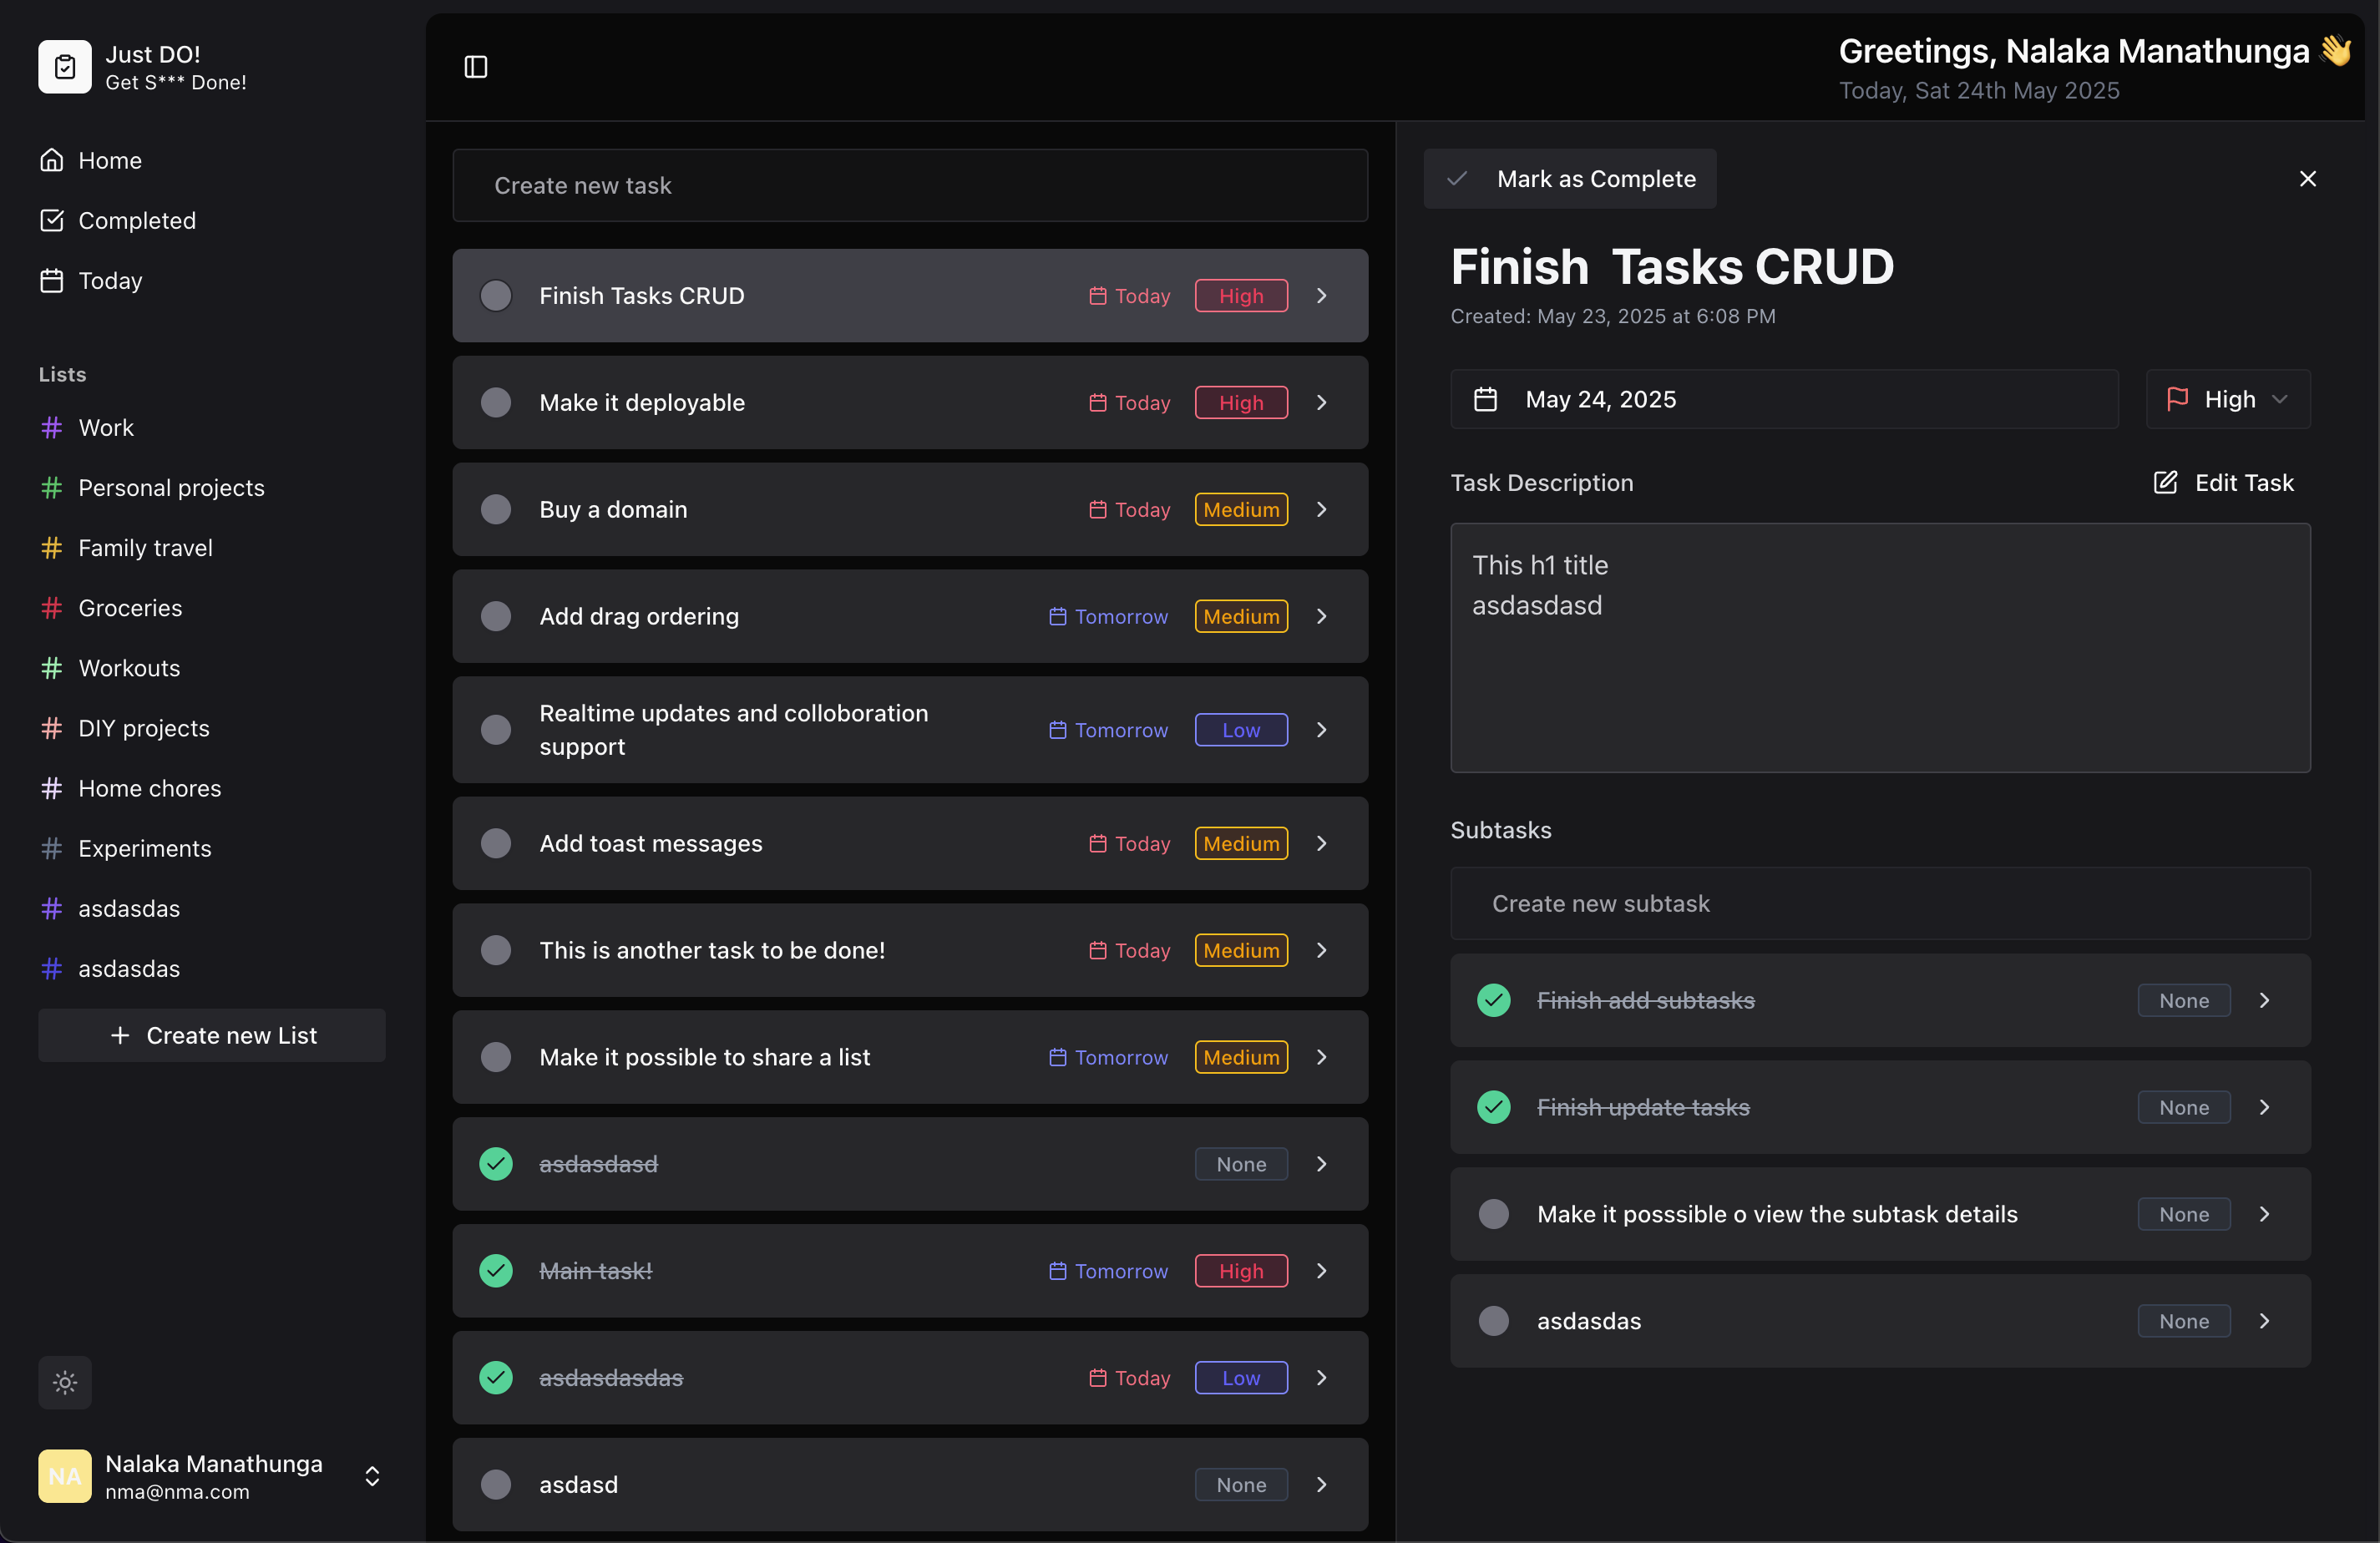 Just DO!
Get S*** Done!
Home
Completed
Today
Lists
Work
Personal projects
Family travel
Groceries
Workouts
DIY projects
Home chores
Experiments
asdasdas
asdasdas
Create new List
NA
Nalaka Manathunga
nma@nma.com
Greetings, Nalaka Manathunga 👋
Today, Sat 24th May 2025
Create new task
Finish Tasks CRUD Today High
Make it deployable Today High
Buy a domain Today Medium
Add drag ordering Tomorrow Medium
Realtime updates and colloboration
support Tomorrow Low
Add toast messages Today Medium
This is another task to be done! Today Medium
Make it possible to share a list Tomorrow Medium
asdasdasd None
Main task! Tomorrow High
asdasdasdas Today Low
asdasd None
Mark as Complete
Finish  Tasks CRUD
Created: May 23, 2025 at 6:08 PM
May 24, 2025 High
Task Description Edit Task
This h1 title
asdasdasd
Subtasks
Create new subtask
Finish add subtasks None
Finish update tasks None
Make it posssible o view the subtask details None
asdasdas None